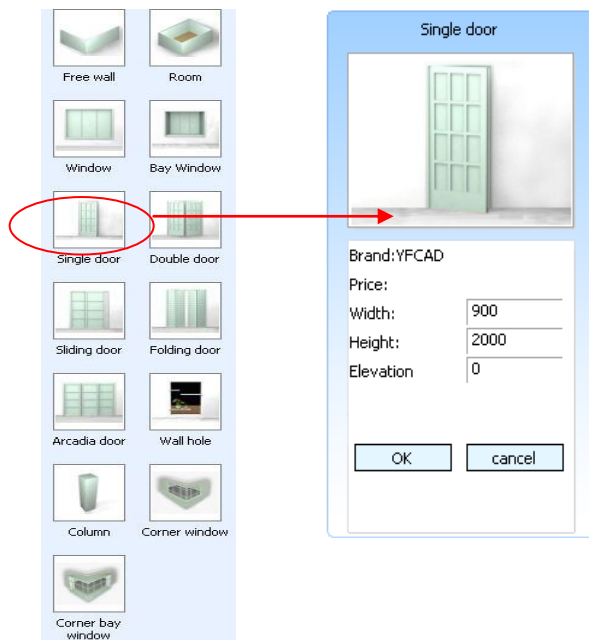 Free wall
Room
Window
Bay Window
Single door
Double door
Sliding door
Folding door
Arcadia door
Wall hole
Column
Corner window
Corner bay
window
Single door
Brand:YFCAD
Price:
Width: 900
Height: 2000
Elevation 0
OK cancel